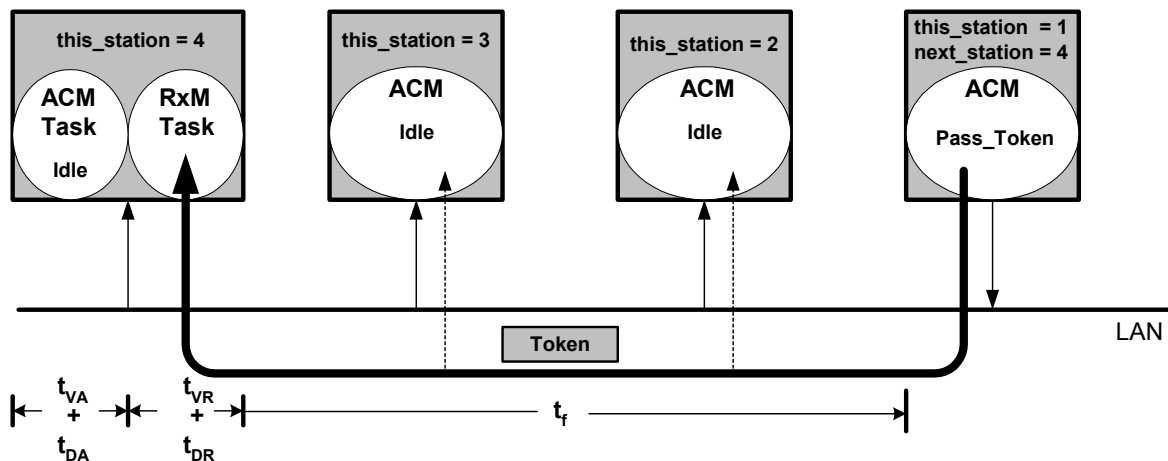 this_station = 4
ACM
Task
Idle
RxM
Task
this_station = 3
ACM
Idle
this_station = 2
ACM
Idle
this_station = 1
next_station = 4
ACM
Pass_Token
LAN
Token
tVA
+
tDA
tVR
+
tDR
tf